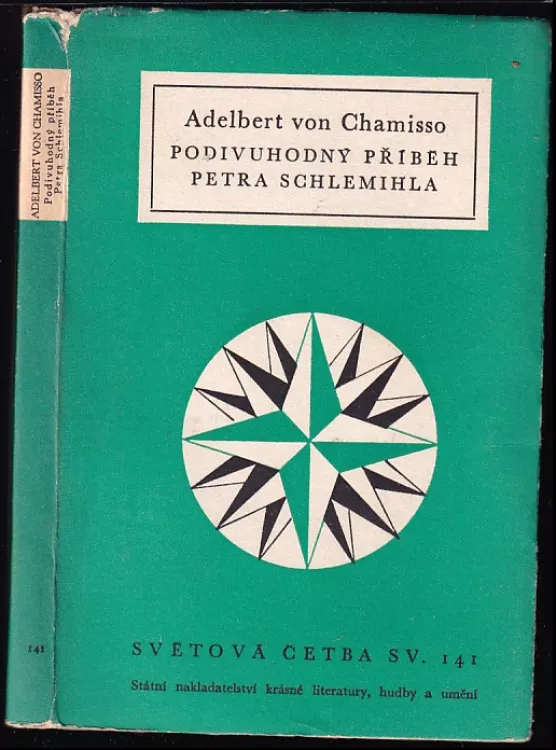 ADELBERT VON CHAMISSO
Podivuhodný příběh
Petra Schlemihla
141
Adelbert von Chamisso
PODIVUHODNÝ PŘÍBĚH
PETRA SCHLEMIHLA
SVĚTOVÁ ČETBA SV. 141
Státní nakladatelství krásné literatury, hudby a umění